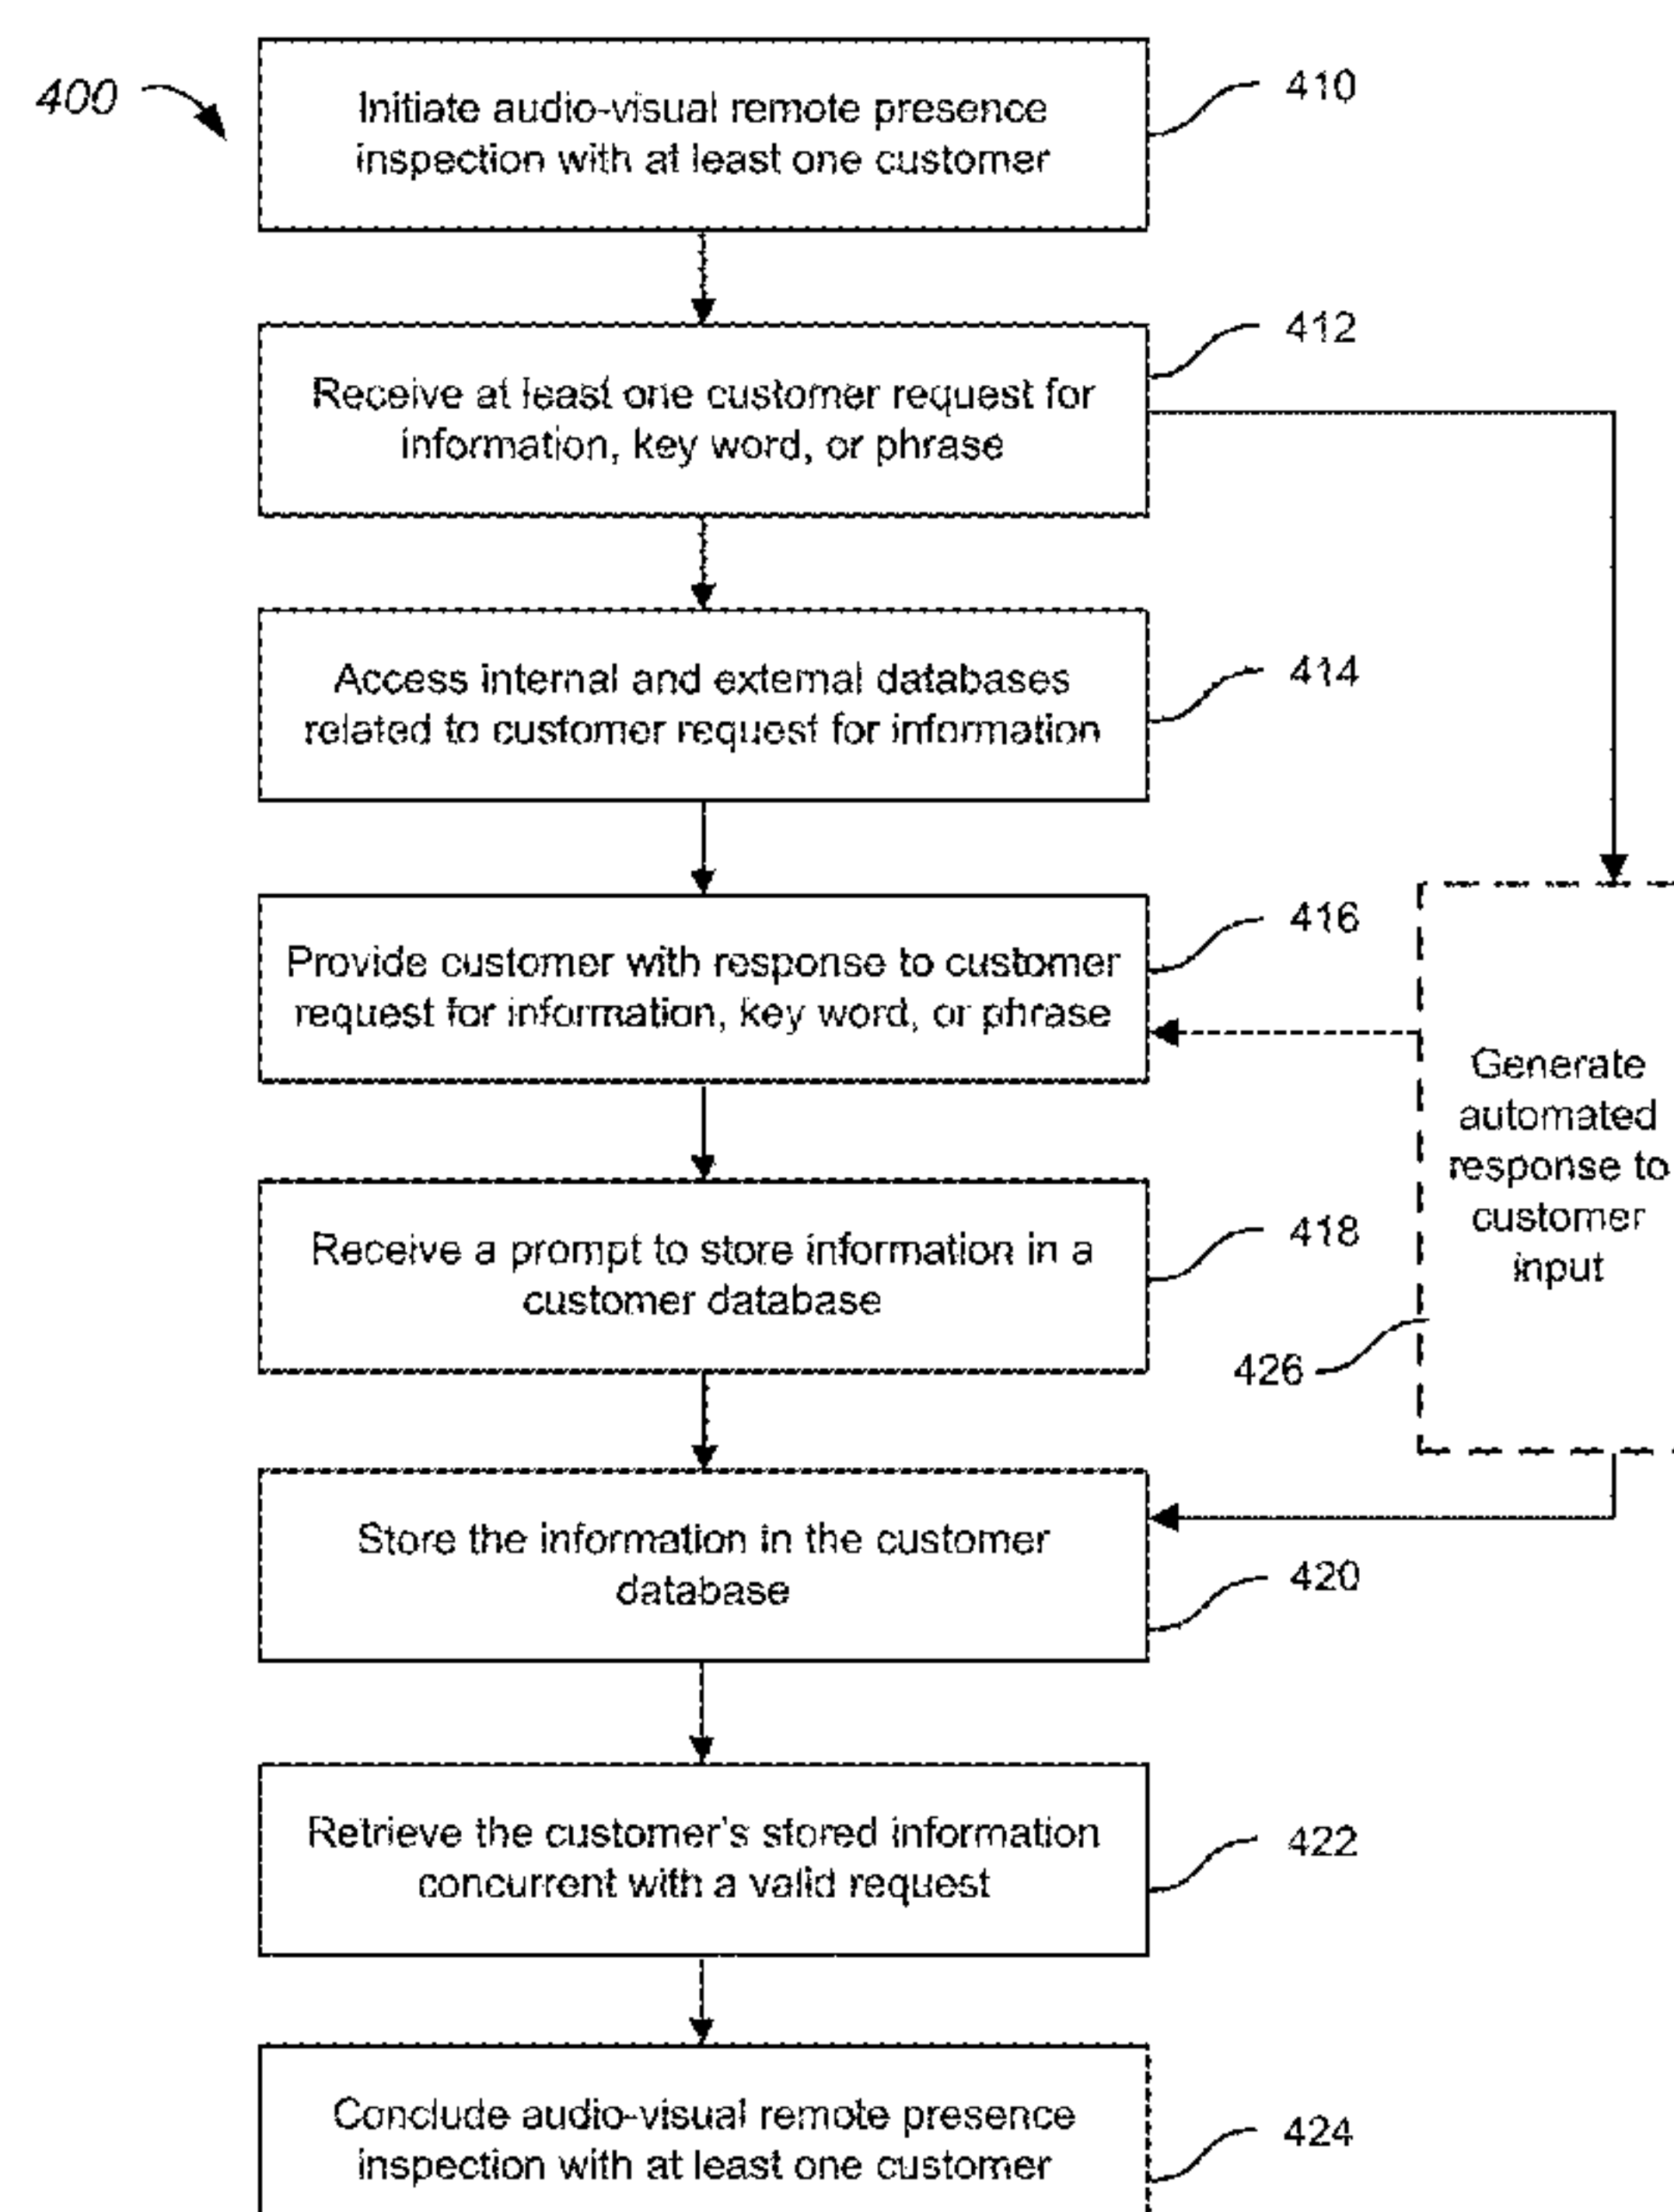 400
Initiate audio-visual remote presence
inspection with at least one customer
410
Receive at least one customer request for
information, key word, or phrase
412
Access internal and external databases
related to customer request for information
414
Provide customer with response to customer
request for information, key word, or phrase
416
Generate
automated
response to
customer
input
426
Receive a prompt to store information in a
customer database
418
Store the information in the customer
database
420
Retrieve the customer's stored information
concurrent with a valid request
422
Conclude audio-visual remote presence
inspection with at least one customer
424